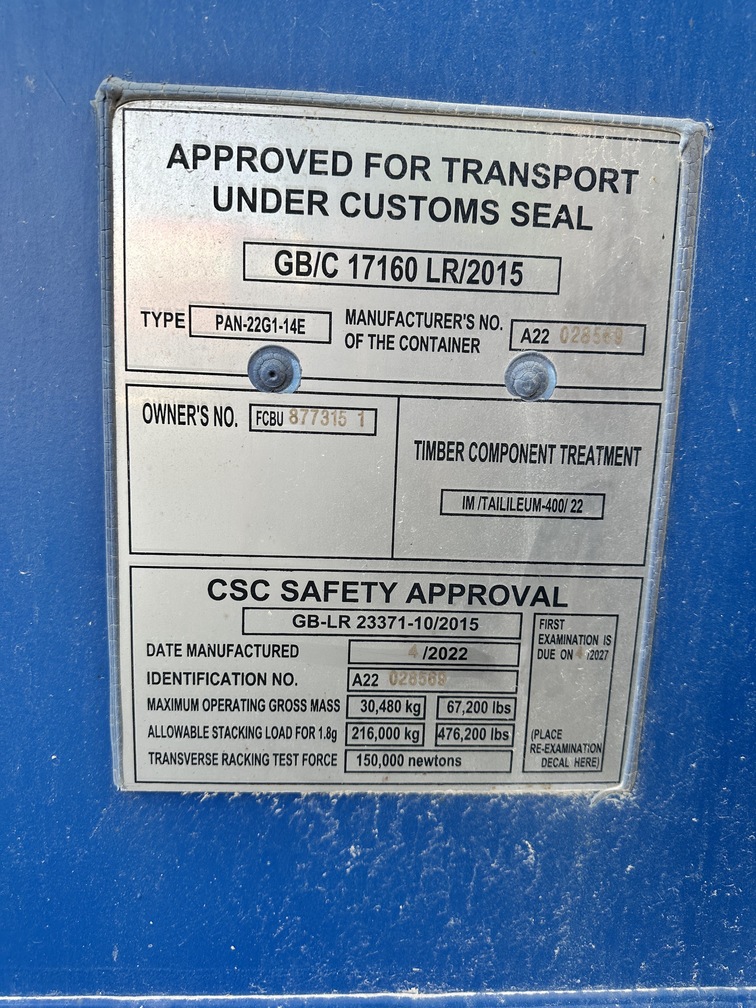 APPROVED FOR TRANSPORT
UNDER CUSTOMS SEAL
GB/C 17160 LR/2015
TYPE PAN-22G1-14E
MANUFACTURER'S NO.
OF THE CONTAINER A22 028569
OWNER'S NO. FCBU 877315 1
TIMBER COMPONENT TREATMENT
IM /TAILILEUM-400/ 22
CSC SAFETY APPROVAL
GB-LR 23371-10/2015
DATE MANUFACTURED 4 /2022
IDENTIFICATION NO. A22 028569
MAXIMUM OPERATING GROSS MASS 30,480 kg 67,200 lbs
ALLOWABLE STACKING LOAD FOR 1.8g 216,000 kg 476,200 lbs
TRANSVERSE RACKING TEST FORCE 150,000 newtons
FIRST
EXAMINATION IS
DUE ON 4 /2027
(PLACE
RE-EXAMINATION
DECAL HERE)